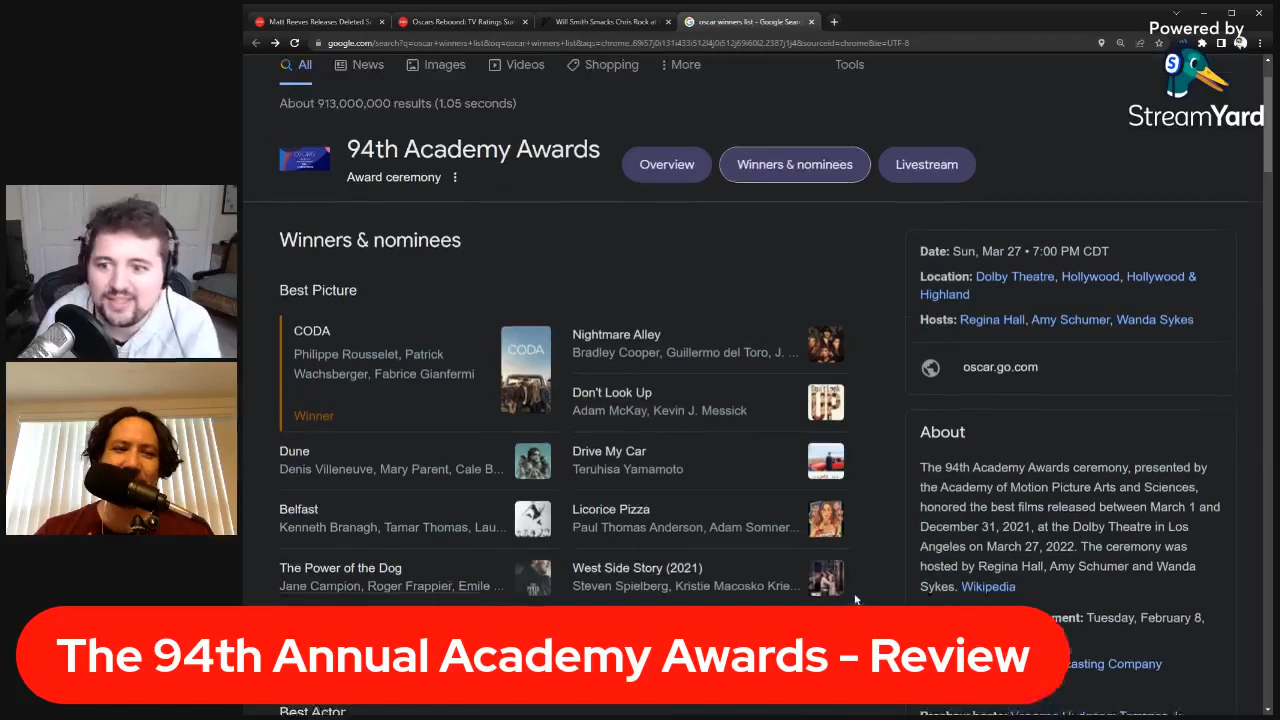 Matt Reeves Releases Deleted S
Oscars Rebound: TV Ratings Su
Will Smith Smacks Chris Rock at
oscar winners list - Google Sear
Powered by
StreamYard
All
News
Images
Videos
Shopping
More
Tools
About 913,000,000 results (1.05 seconds)
94th Academy Awards
Award ceremony
Overview
Winners & nominees
Livestream
Winners & nominees
Best Picture
CODA
Philippe Rousselet, Patrick
Wachsberger, Fabrice Gianfermi
Winner
CODA
Nightmare Alley
Bradley Cooper, Guillermo del Toro, J. ...
Don't Look Up
Adam McKay, Kevin J. Messick
Dune
Denis Villeneuve, Mary Parent, Cale B...
Drive My Car
Teruhisa Yamamoto
Belfast
Kenneth Branagh, Tamar Thomas, Lau...
Licorice Pizza
Paul Thomas Anderson, Adam Somner...
The Power of the Dog
Jane Campion, Roger Frappier, Emile ...
West Side Story (2021)
Steven Spielberg, Kristie Macosko Krie...
Date: Sun, Mar 27 • 7:00 PM CDT
Location: Dolby Theatre, Hollywood, Hollywood &
Highland
Hosts: Regina Hall, Amy Schumer, Wanda Sykes
oscar.go.com
About
The 94th Academy Awards ceremony, presented by
the Academy of Motion Picture Arts and Sciences,
honored the best films released between March 1 and
December 31, 2021, at the Dolby Theatre in Los
Angeles on March 27, 2022. The ceremony was
hosted by Regina Hall, Amy Schumer and Wanda
Sykes. Wikipedia
ment: Tuesday, February 8,
casting Company
The 94th Annual Academy Awards - Review
Best Actor